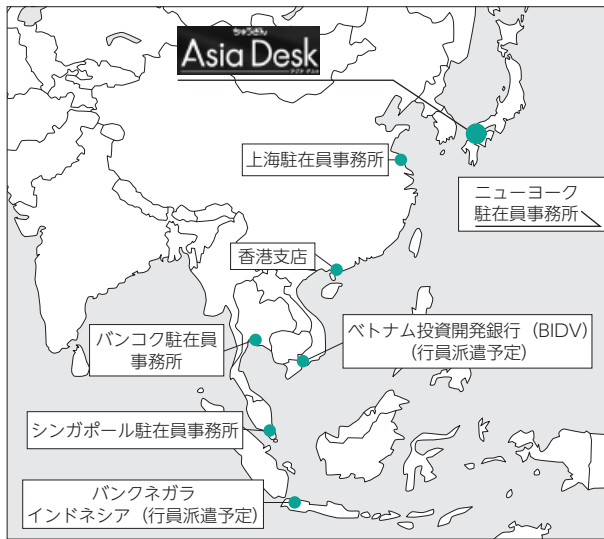 ちゅうぎん
Asia Desk
アジア デスク
上海駐在員事務所
ニューヨーク
駐在員事務所
香港支店
バンコク駐在員
事務所
ベトナム投資開発銀行（BIDV）
（行員派遣予定）
シンガポール駐在員事務所
バンクネガラ
インドネシア（行員派遣予定）